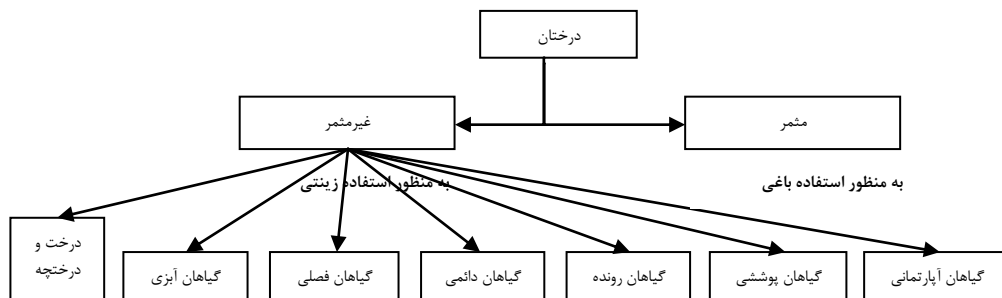 درختان
مثمر
غیرمثمر
به منظور استفاده باغی
به منظور استفاده زینتی
گیاهان آپارتمانی
گیاهان پوششی
گیاهان رونده
گیاهان دائمی
گیاهان فصلی
گیاهان آبزی
درخت و
درختچه